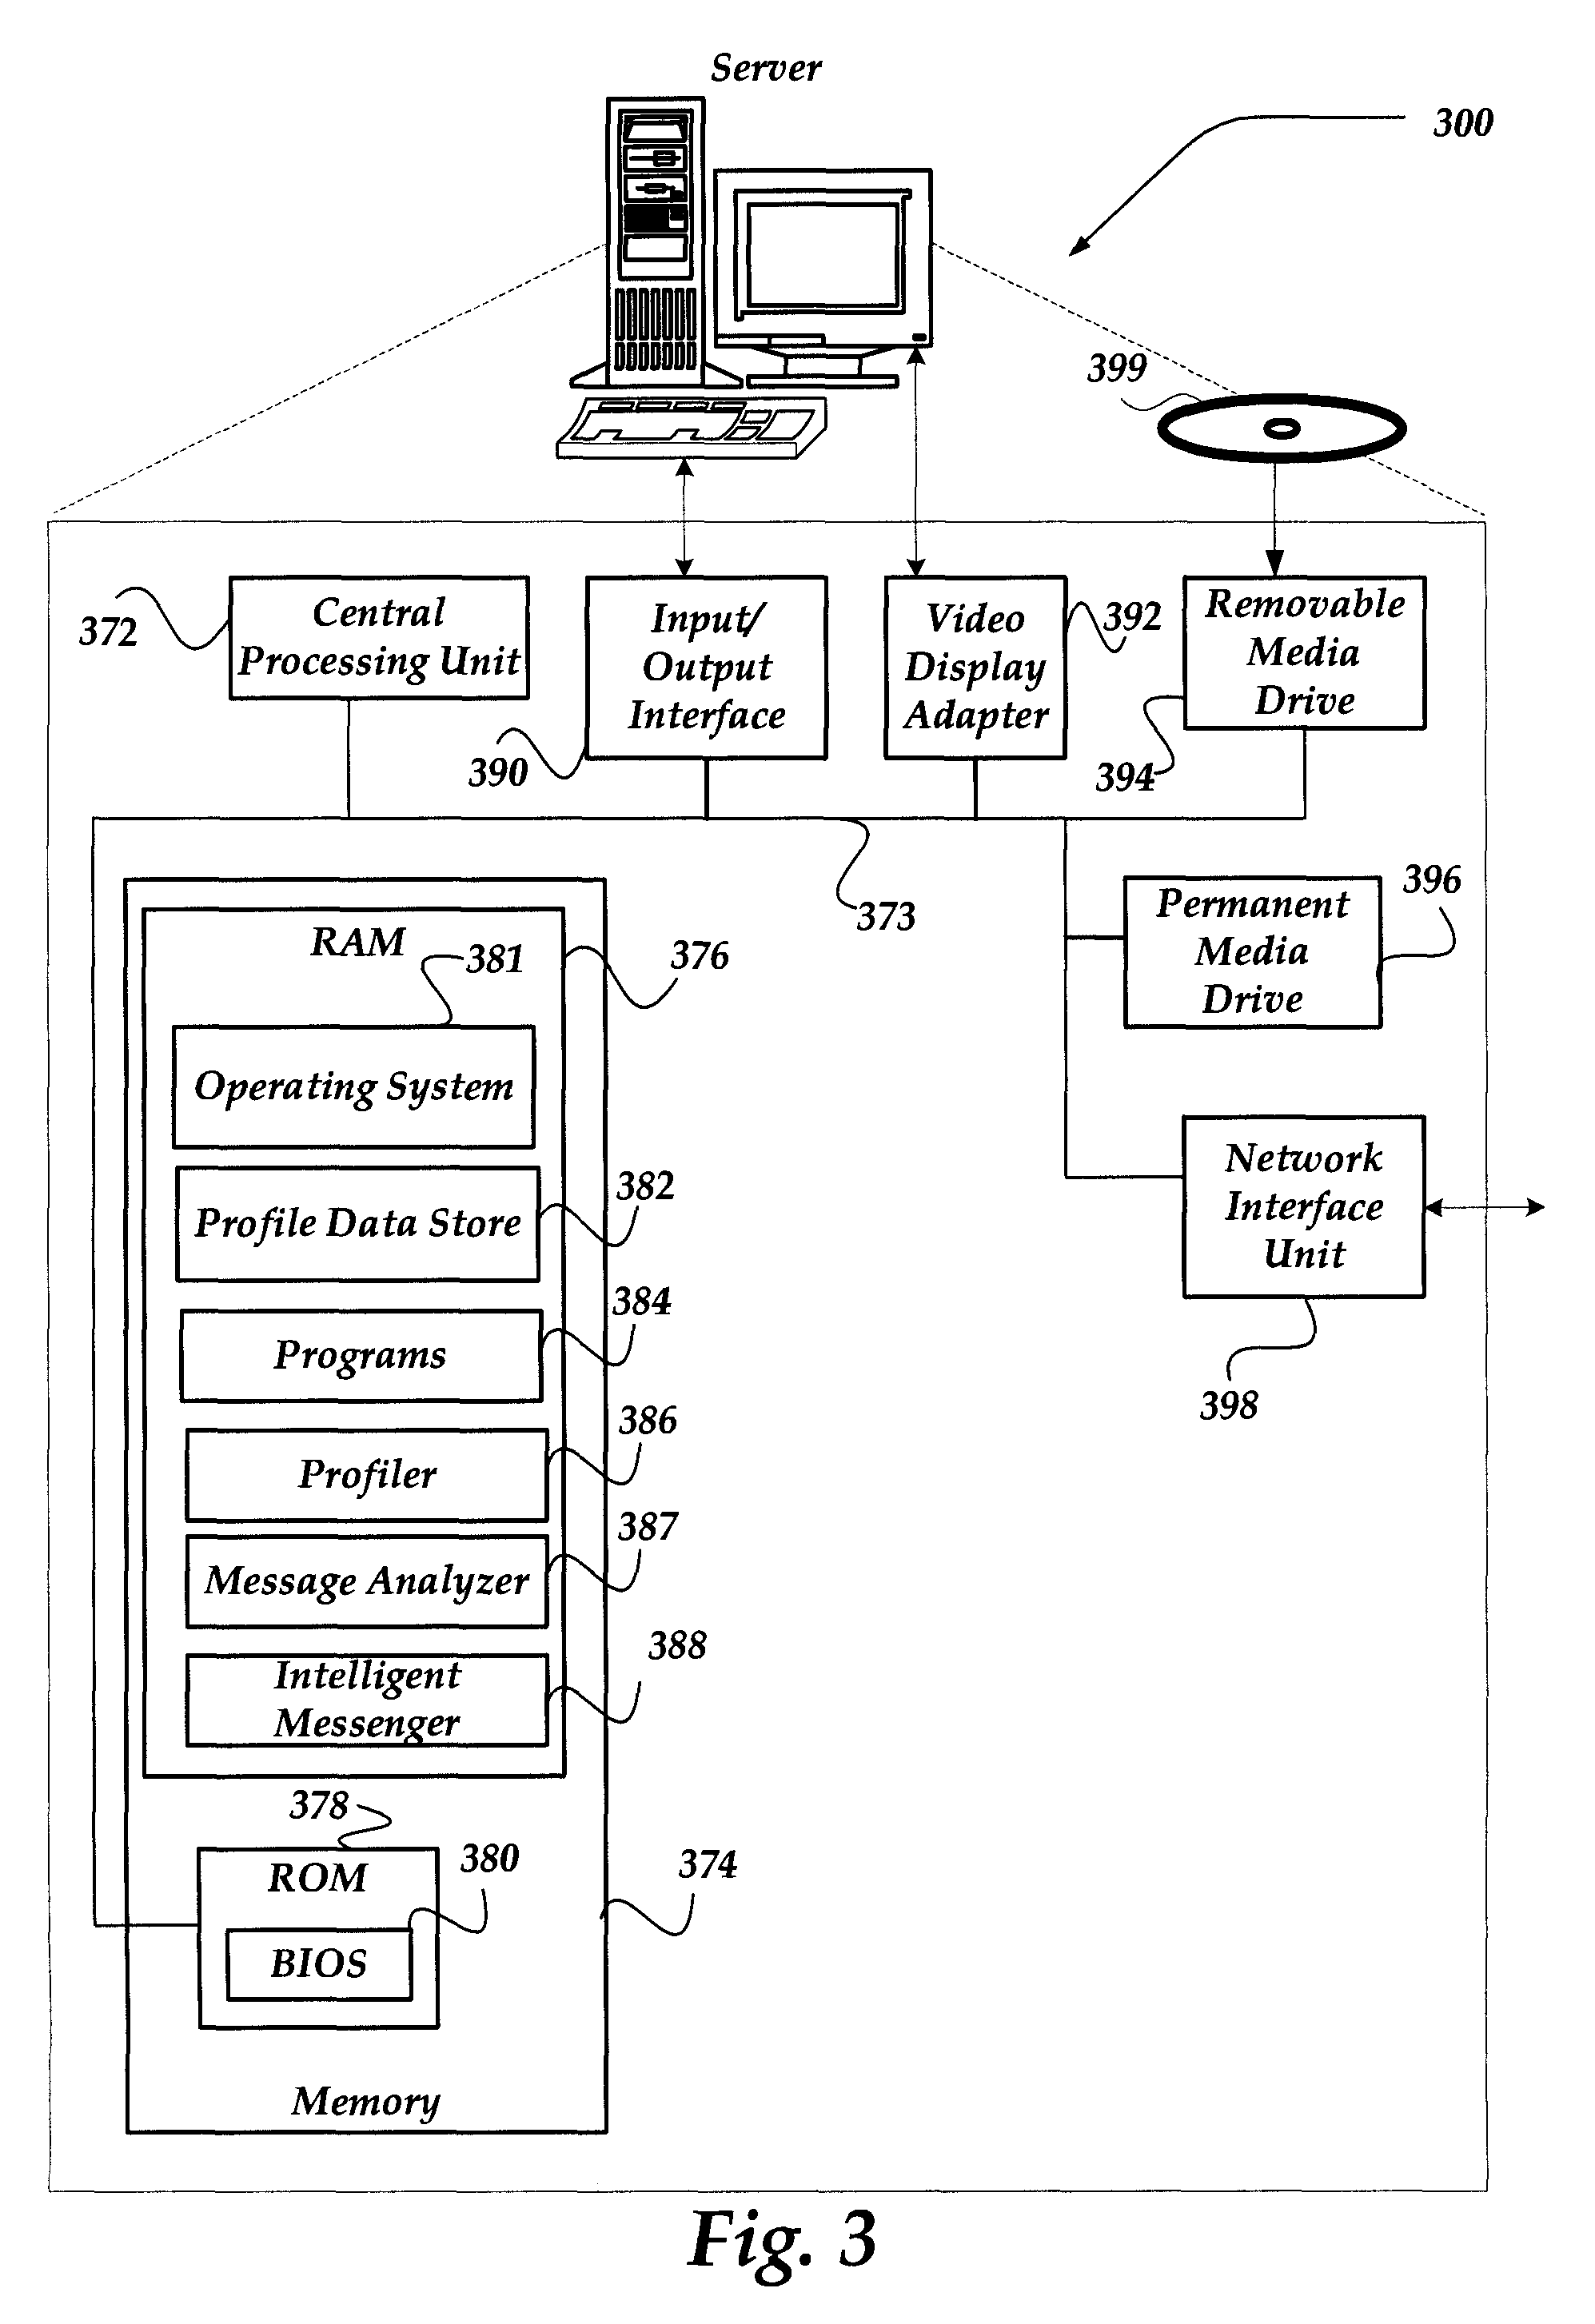 Server
300
399
Central
Processing Unit
372
Input/
Output
Interface
390
Video
Display
Adapter
392
Removable
Media
Drive
394
373
Permanent
Media
Drive
396
RAM
381
376
Operating System
Profile Data Store
382
Programs
384
Profiler
386
Message Analyzer
387
Intelligent
Messenger
388
Network
Interface
Unit
398
378
ROM
380
BIOS
374
Memory
Fig. 3